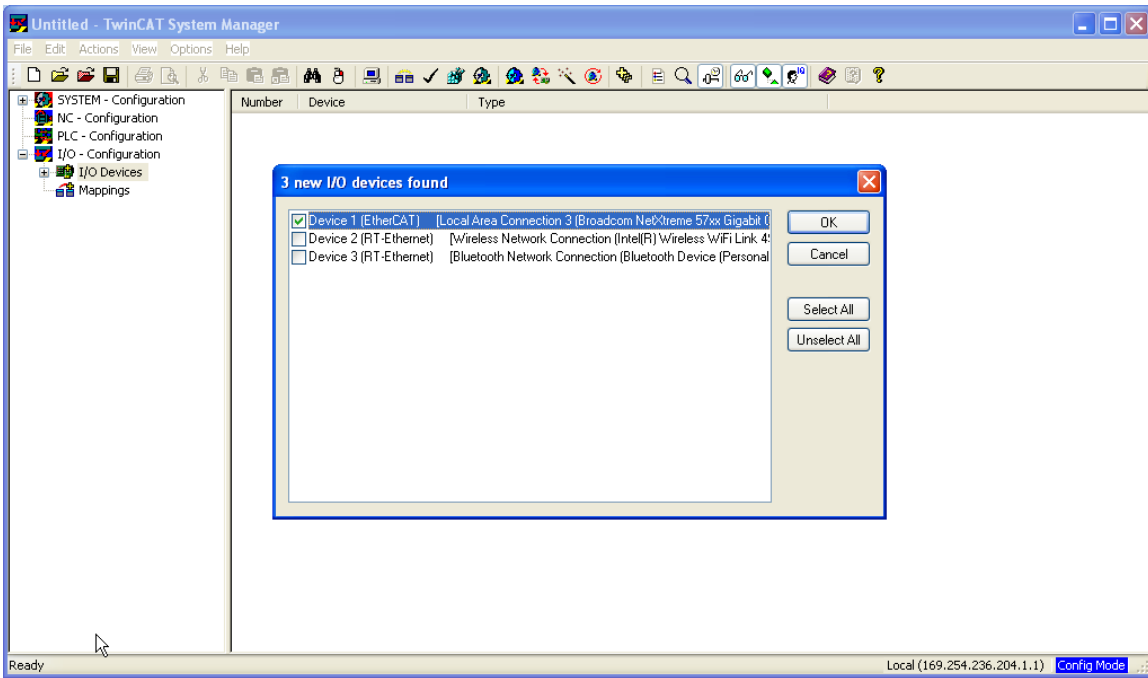 Untitled - TwinCAT System Manager
File Edit Actions View Options Help
SYSTEM - Configuration
NC - Configuration
PLC - Configuration
I/O - Configuration
I/O Devices
Mappings
Number Device Type
3 new I/O devices found
Device 1 (EtherCAT) [Local Area Connection 3 (Broadcom NetXtreme 57xx Gigabit
Device 2 (RT-Ethernet) [Wireless Network Connection (Intel(R) Wireless WiFi Link
Device 3 (RT-Ethernet) [Bluetooth Network Connection (Bluetooth Device (Personal
OK
Cancel
Select All
Unselect All
Ready Local (169.254.236.204.1.1) Config Mode